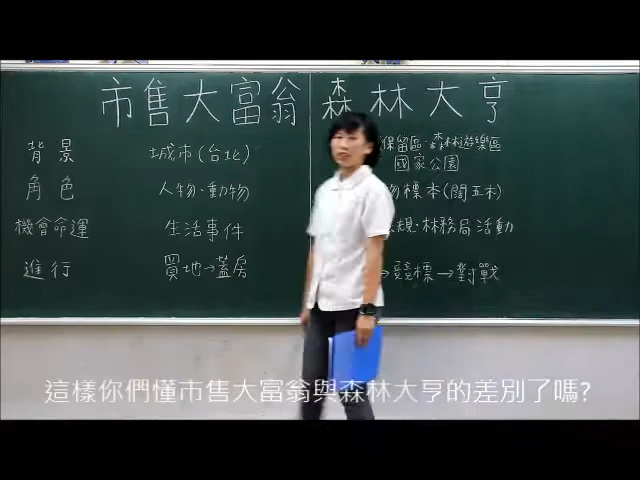 市售大富翁 森林大亨
背景 城市(台北) 保留區·森林遊樂區
國家公園
角色 人物·動物 物標本(闊五木)
機會命運 生活事件 規·林務局活動
進行 買地→蓋房 →競標→對戰
這樣你們懂市售大富翁與森林大亨的差別了嗎?